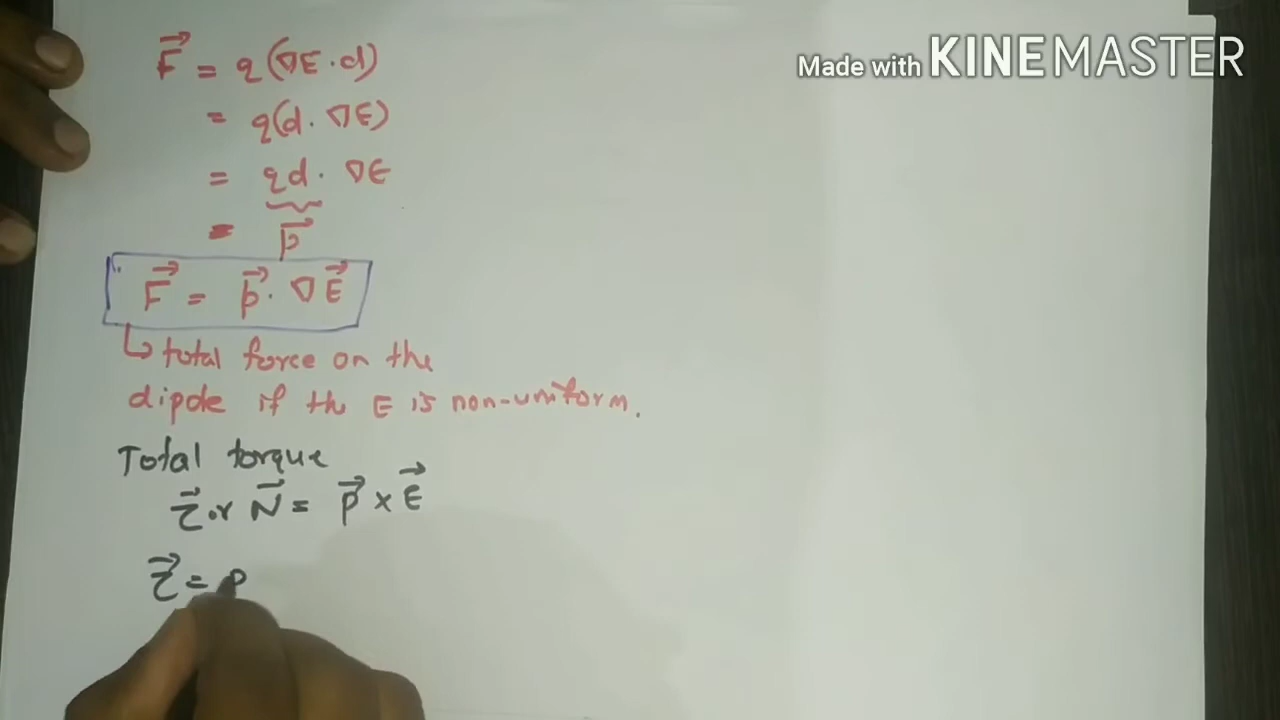 Made with KINEMASTER
F⃗ = q(∇E·d)
= q(d·∇E)
= qd·∇E
= p⃗
F⃗ = p⃗·∇E⃗
↳ total force on the
dipole if the E is non-uniform.
Total torque
τ⃗ or N⃗ = p⃗ × E⃗
τ⃗ = P